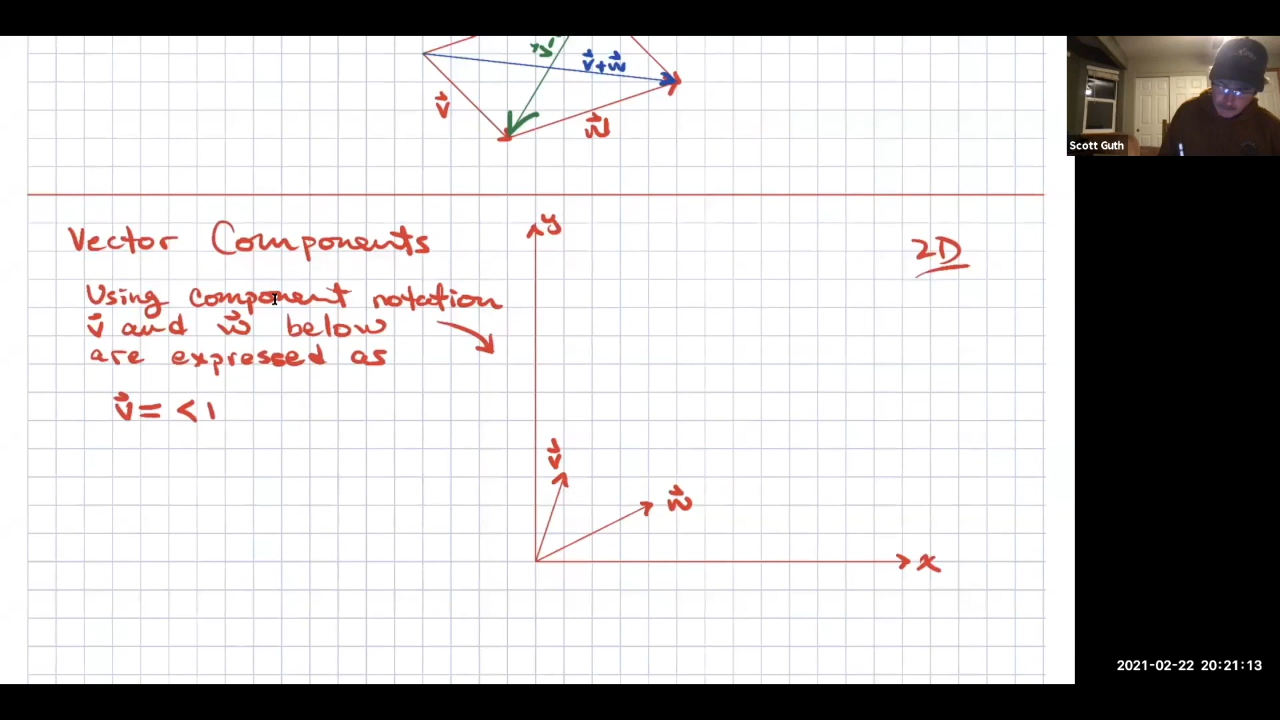 v⃗+w⃗
v⃗
w⃗
Scott Guth
Vector Components
y
2D
Using component notation
v⃗ and w⃗ below
are expressed as
v⃗ = <1
v⃗
w⃗
x
2021-02-22 20:21:13